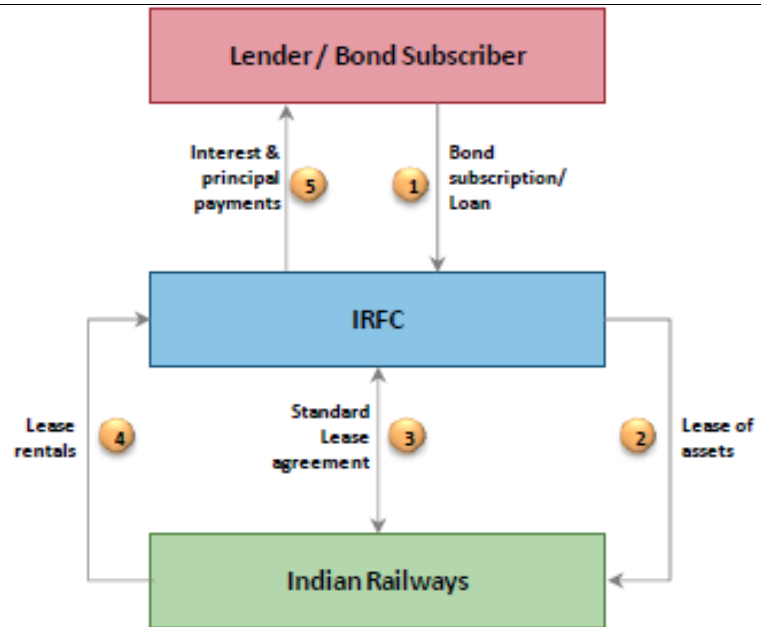 Lender / Bond Subscriber
Interest &
principal
payments
5
1
Bond
subscription/
Loan
IRFC
Lease
rentals
4
Standard
Lease
agreement
3
2
Lease of
assets
Indian Railways